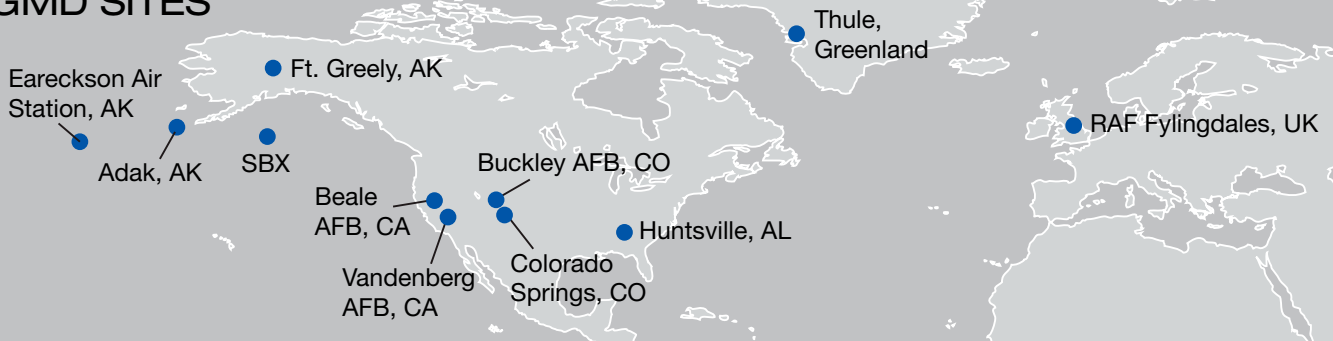 GMD SITES
Thule,
Greenland
Ft. Greely, AK
Eareckson Air
Station, AK
RAF Fylingdales, UK
Adak, AK
SBX
Buckley AFB, CO
Beale
AFB, CA
Huntsville, AL
Vandenberg
AFB, CA
Colorado
Springs, CO